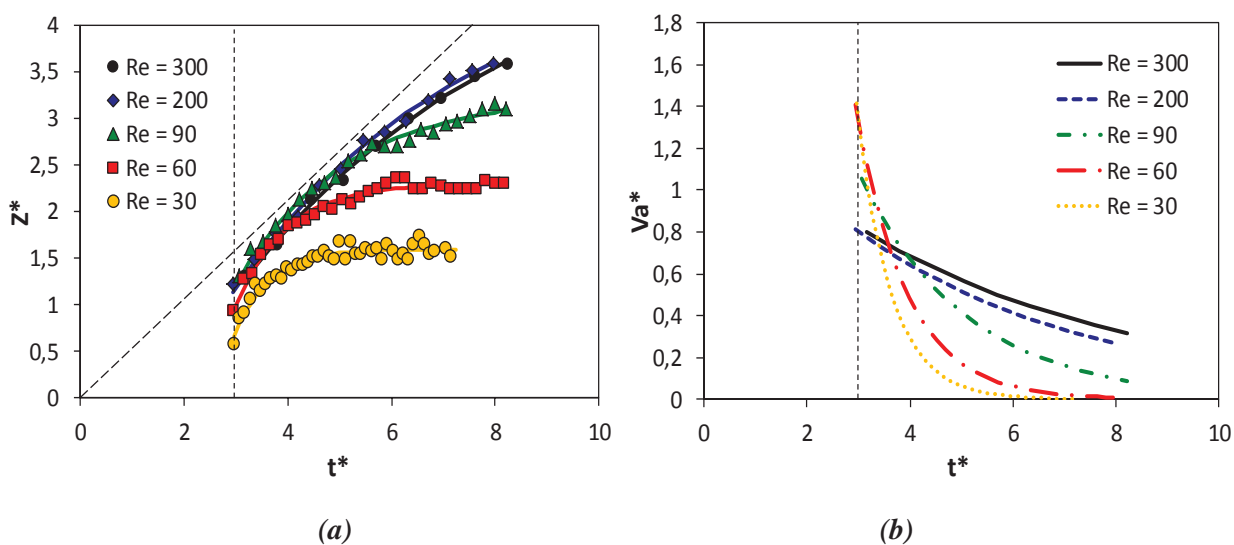 4
3,5
3
2,5
2
1,5
1
0,5
0
Z*
Re = 300
Re = 200
Re = 90
Re = 60
Re = 30
0 2 4 6 8 10
t*
(a)
1,8
1,6
1,4
1,2
1
0,8
0,6
0,4
0,2
0
Va*
Re = 300
Re = 200
Re = 90
Re = 60
Re = 30
0 2 4 6 8 10
t*
(b)